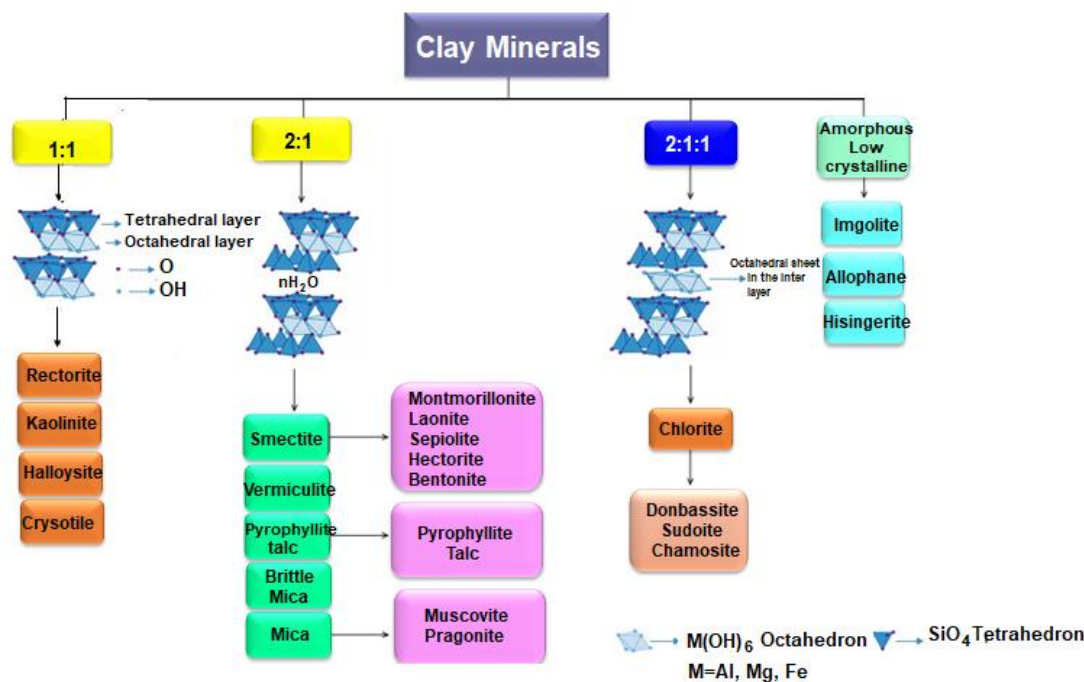 Clay Minerals
1:1
2:1
2:1:1
Amorphous
Low
crystalline
Tetrahedral layer
Octahedral layer
O
OH
nH2O
Octahedral sheet
in the inter
layer
Imgolite
Allophane
Hisingerite
Rectorite
Kaolinite
Halloysite
Crysotile
Smectite
Vermiculite
Pyrophyllite
talc
Brittle
Mica
Mica
Montmorillonite
Laonite
Sepiolite
Hectorite
Bentonite
Pyrophyllite
Talc
Muscovite
Pragonite
Chlorite
Donbassite
Sudoite
Chamosite
M(OH)6 Octahedron
M=Al, Mg, Fe
SiO4 Tetrahedron